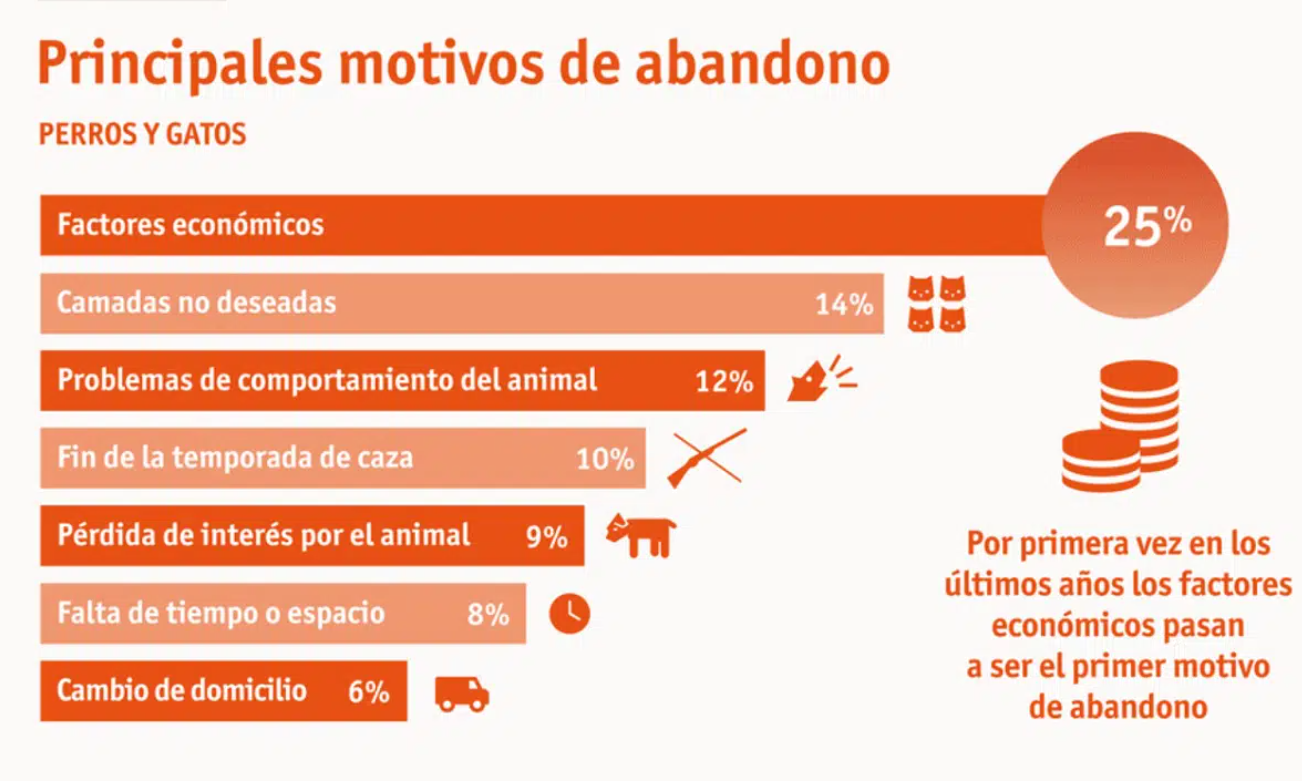 Principales motivos de abandono
PERROS Y GATOS
Factores económicos
25%
Camadas no deseadas 14%
Problemas de comportamiento del animal 12%
Fin de la temporada de caza 10%
Pérdida de interés por el animal 9%
Falta de tiempo o espacio 8%
Cambio de domicilio 6%
Por primera vez en los
últimos años los factores
económicos pasan
a ser el primer motivo
de abandono